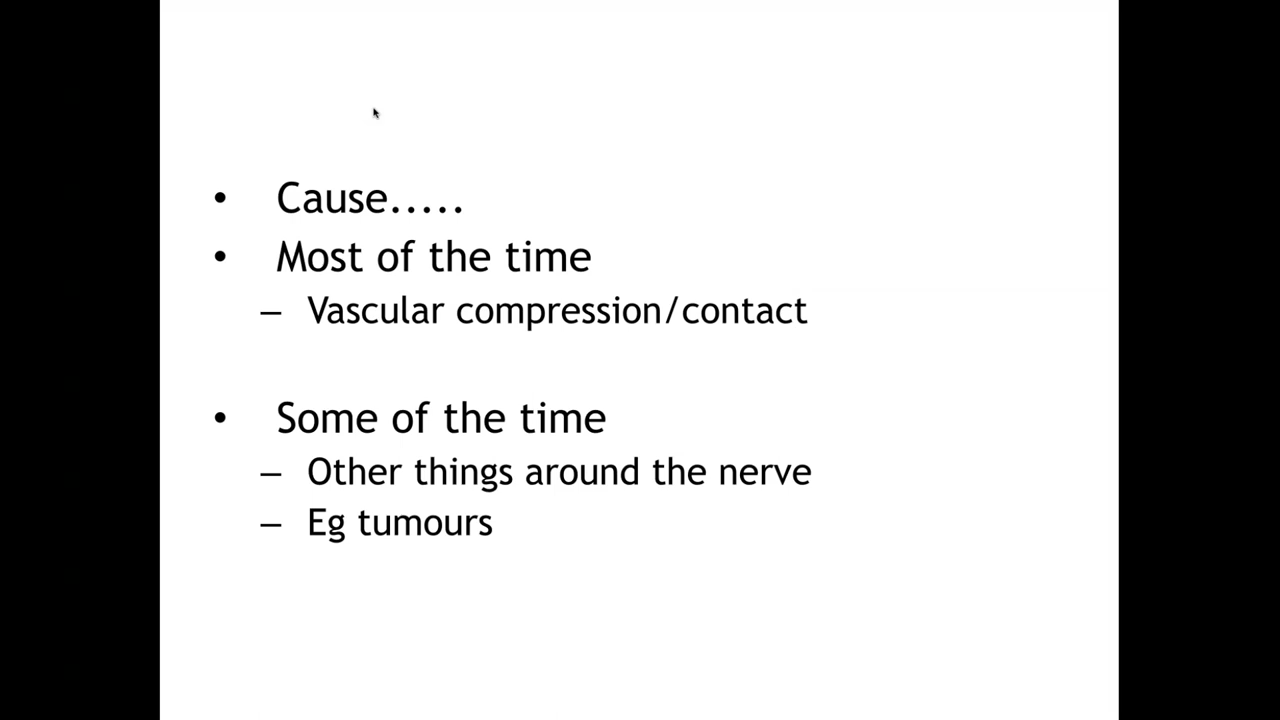 • Cause.....
• Most of the time
– Vascular compression/contact
• Some of the time
– Other things around the nerve
– Eg tumours